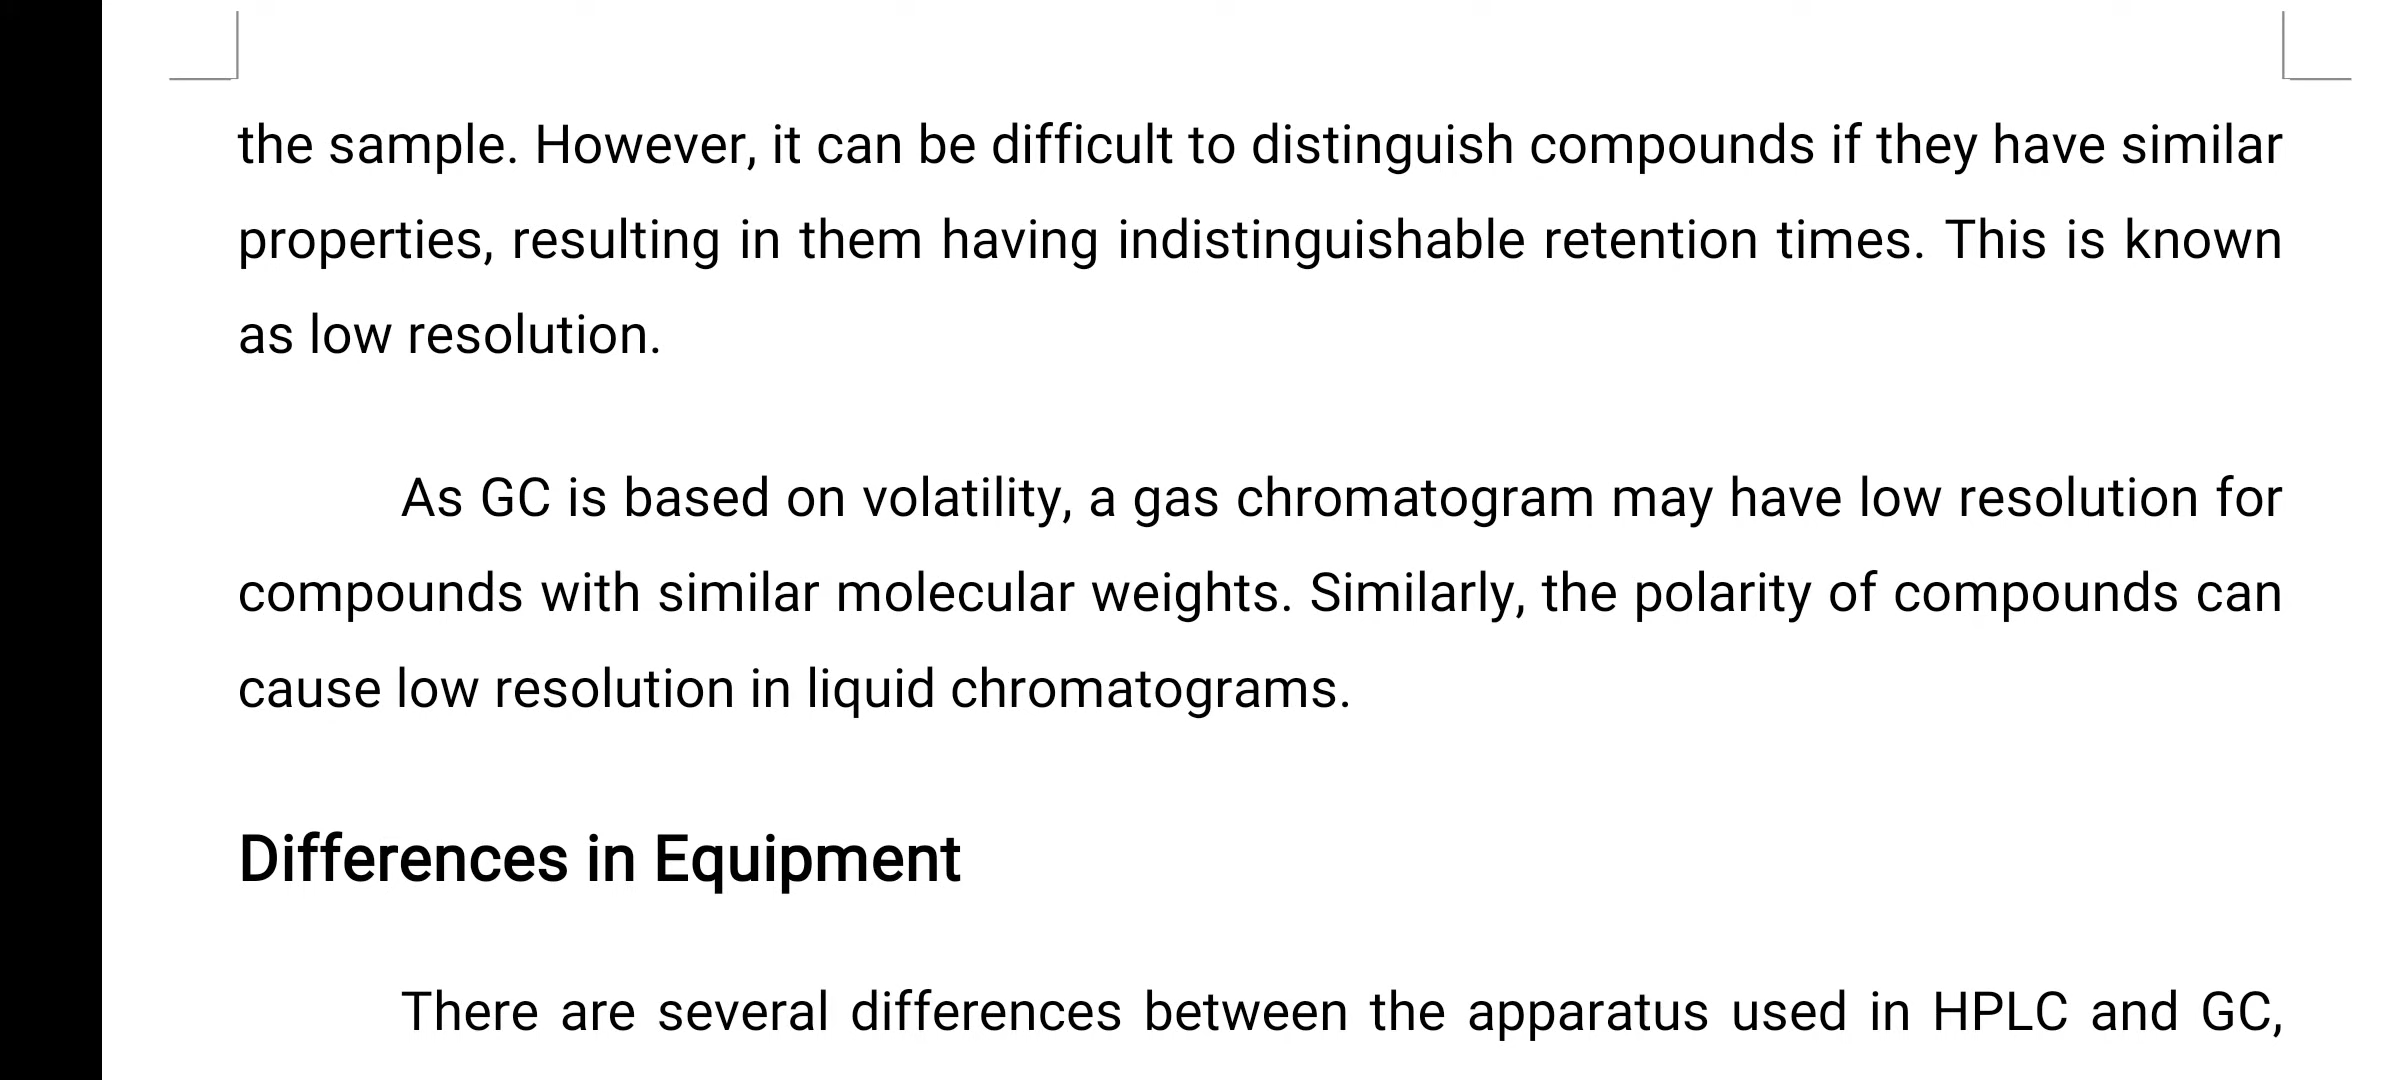 the sample. However, it can be difficult to distinguish compounds if they have similar
properties, resulting in them having indistinguishable retention times. This is known
as low resolution.
As GC is based on volatility, a gas chromatogram may have low resolution for
compounds with similar molecular weights. Similarly, the polarity of compounds can
cause low resolution in liquid chromatograms.
Differences in Equipment
There are several differences between the apparatus used in HPLC and GC,